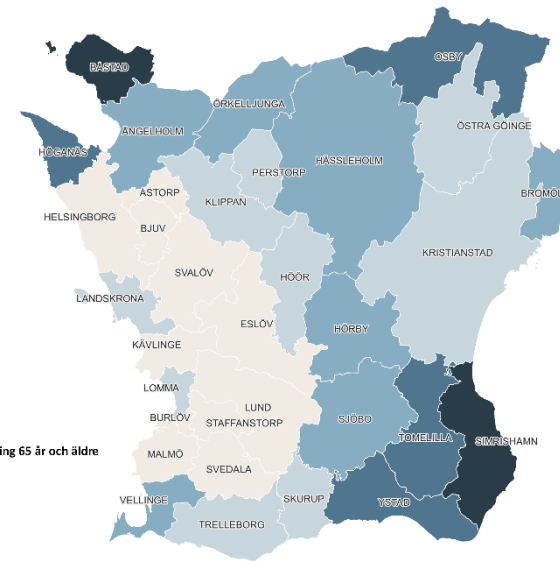 OSBY
BÅSTAD
ÖRKELLJUNGA
ÄNGELHOLM
ÖSTRA GÖINGE
HÖGANÄS
HÄSSLEHOLM
PERSTORP
ÅSTORP
BROMÖL
KLIPPAN
HELSINGBORG
BJUV
KRISTIANSTAD
SVALÖV
HÖÖR
LANDSKRONA
ESLÖV
HÖRBY
KÄVLINGE
LOMMA
LUND
BURLÖV
STAFFANSTORP
SJÖBO
TOMELILLA
SIMRISHAMN
ing 65 år och äldre
MALMÖ
SVEDALA
VELLINGE
SKURUP
YSTAD
TRELLEBORG